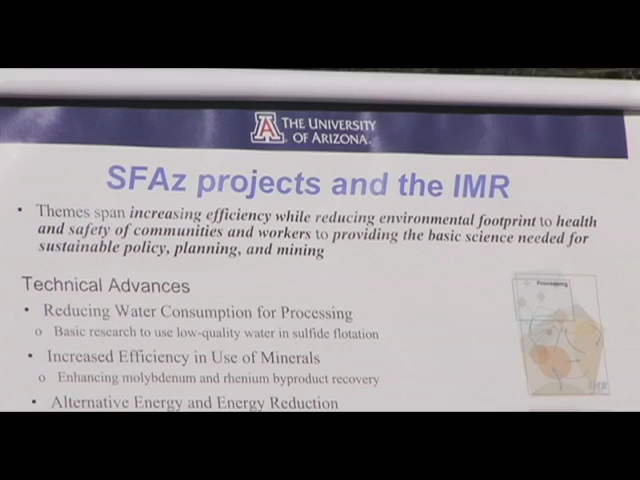 THE UNIVERSITY
OF ARIZONA.
SFAz projects and the IMR
• Themes span increasing efficiency while reducing environmental footprint to health
and safety of communities and workers to providing the basic science needed for
sustainable policy, planning, and mining
Technical Advances
• Reducing Water Consumption for Processing
o Basic research to use low-quality water in sulfide flotation
• Increased Efficiency in Use of Minerals
o Enhancing molybdenum and rhenium byproduct recovery
• Alternative Energy and Energy Reduction
Processing
IMR